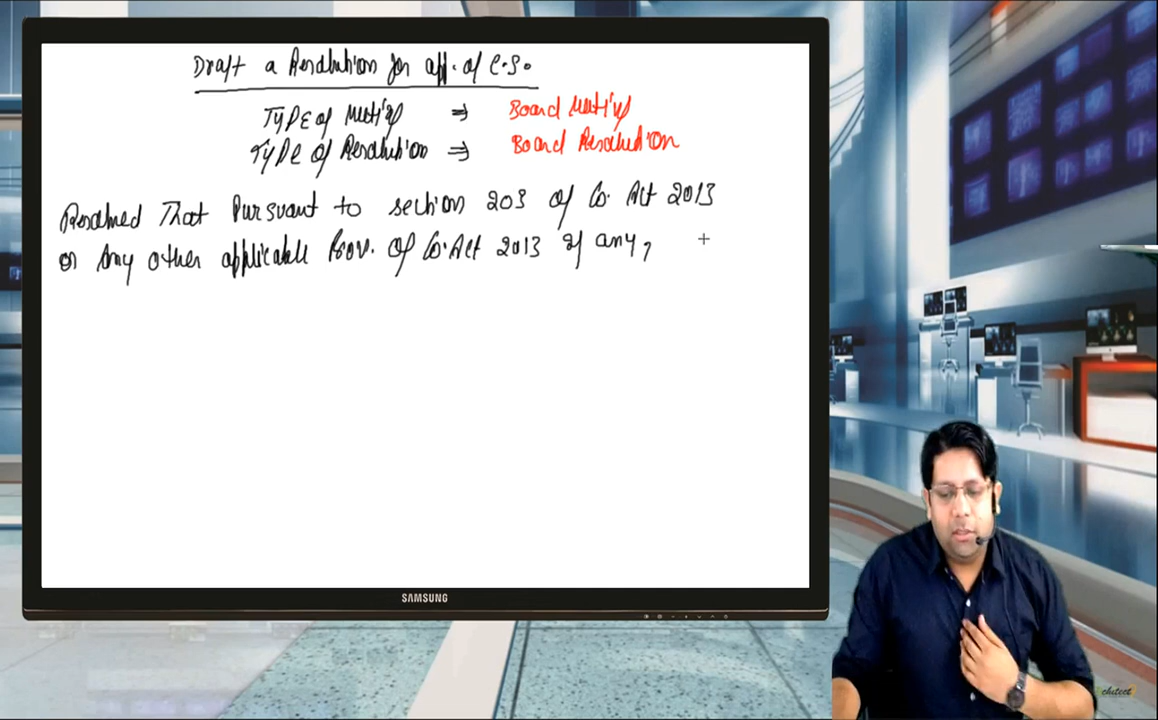 Draft a Resolution for app. of C.S.
Type of Meeting ⇒ Board Meeting
Type of Resolution ⇒ Board Resolution
Resolved That Pursuant to section 203 of Co. Act 2013
or Any other applicable Prov. of Co. Act 2013 if any,
SAMSUNG
chitect